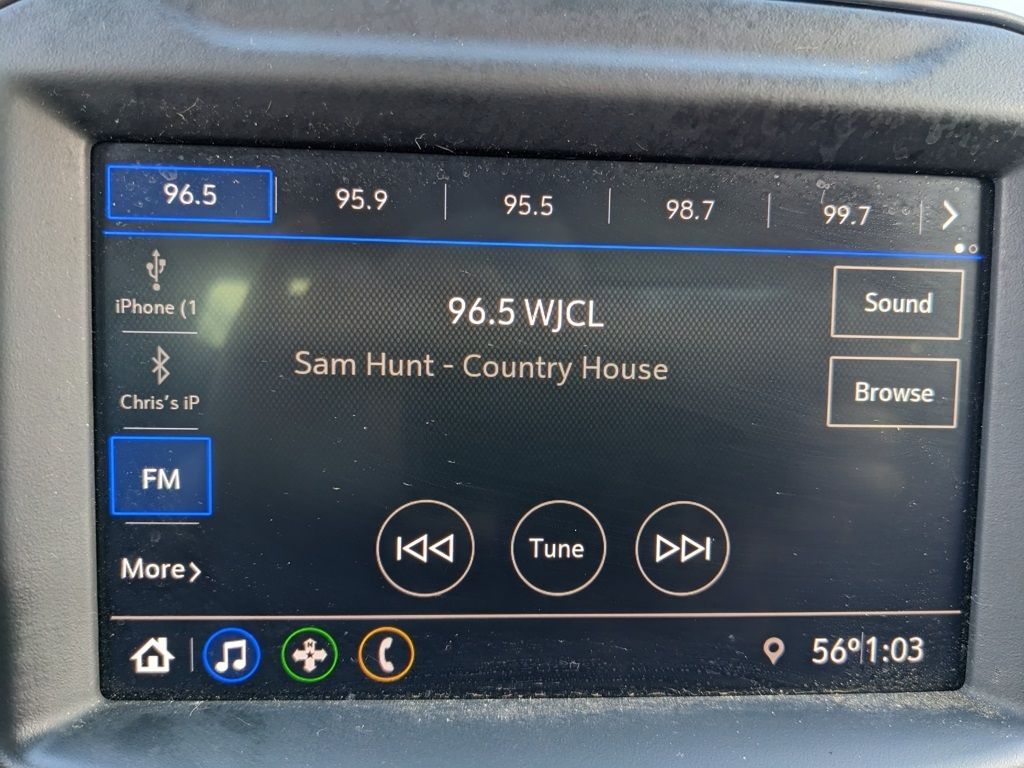 96.5 95.9 95.5 98.7 99.7
iPhone (1
Chris's iP
FM
More
96.5 WJCL
Sam Hunt - Country House
Sound
Browse
Tune
56º 1:03